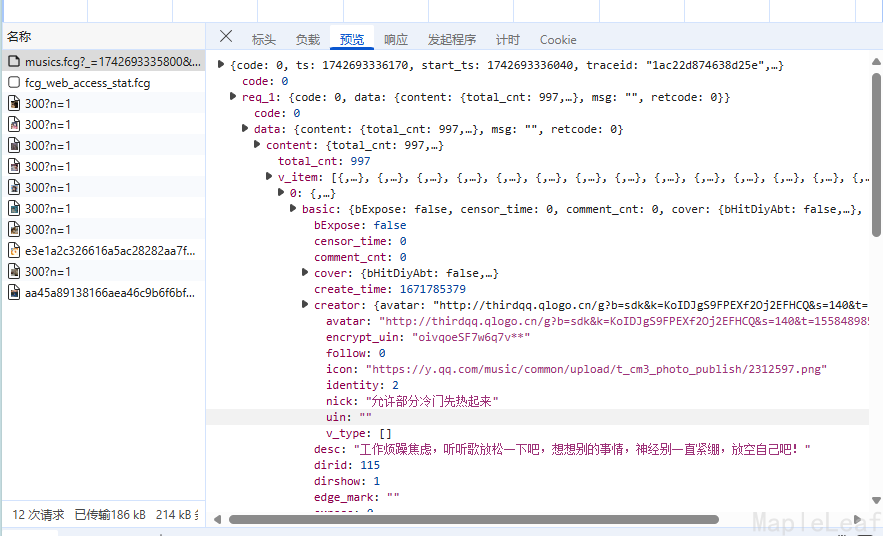 名称
标头 负载 预览 响应 发起程序 计时 Cookie
musics.fcg?_=1742693335800&...
fcg_web_access_stat.fcg
300?n=1
300?n=1
300?n=1
300?n=1
300?n=1
300?n=1
300?n=1
e3e1a2c326616a5ac28282aa7f...
300?n=1
aa45a89138166aea46c9b6f6bf...
12 次请求 已传输186 kB 214 kB
{code: 0, ts: 1742693336170, start_ts: 1742693336040, traceid: "1ac22d874638d25e",…}
code: 0
req_1: {code: 0, data: {content: {total_cnt: 997,…}, msg: "", retcode: 0}}
code: 0
data: {content: {total_cnt: 997,…}, msg: "", retcode: 0}
content: {total_cnt: 997,…}
total_cnt: 997
v_item: [{,…}, {,…}, {,…}, {,…}, {,…}, {,…}, {,…}, {,…}, {,…}, {,…}, {,…}, {,…}, {,…},
0: {,…}
basic: {bExpose: false, censor_time: 0, comment_cnt: 0, cover: {bHitDiyAbt: false,…},
bExpose: false
censor_time: 0
comment_cnt: 0
cover: {bHitDiyAbt: false,…}
create_time: 1671785379
creator: {avatar: "http://thirdqq.qlogo.cn/g?b=sdk&k=KoIDJgS9FPEXf2Oj2EFHCQ&s=140&t=
avatar: "http://thirdqq.qlogo.cn/g?b=sdk&k=KoIDJgS9FPEXf2Oj2EFHCQ&s=140&t=155848985
encrypt_uin: "oivqoeSF7w6q7v**"
follow: 0
icon: "https://y.qq.com/music/common/upload/t_cm3_photo_publish/2312597.png"
identity: 2
nick: "允许部分冷门先热起来"
uin: ""
v_type: []
desc: "工作烦躁焦虑，听听歌放松一下吧，想想别的事情，神经别一直紧绷，放空自己吧！"
dirid: 115
dirshow: 1
edge_mark: ""
MapleLeaf